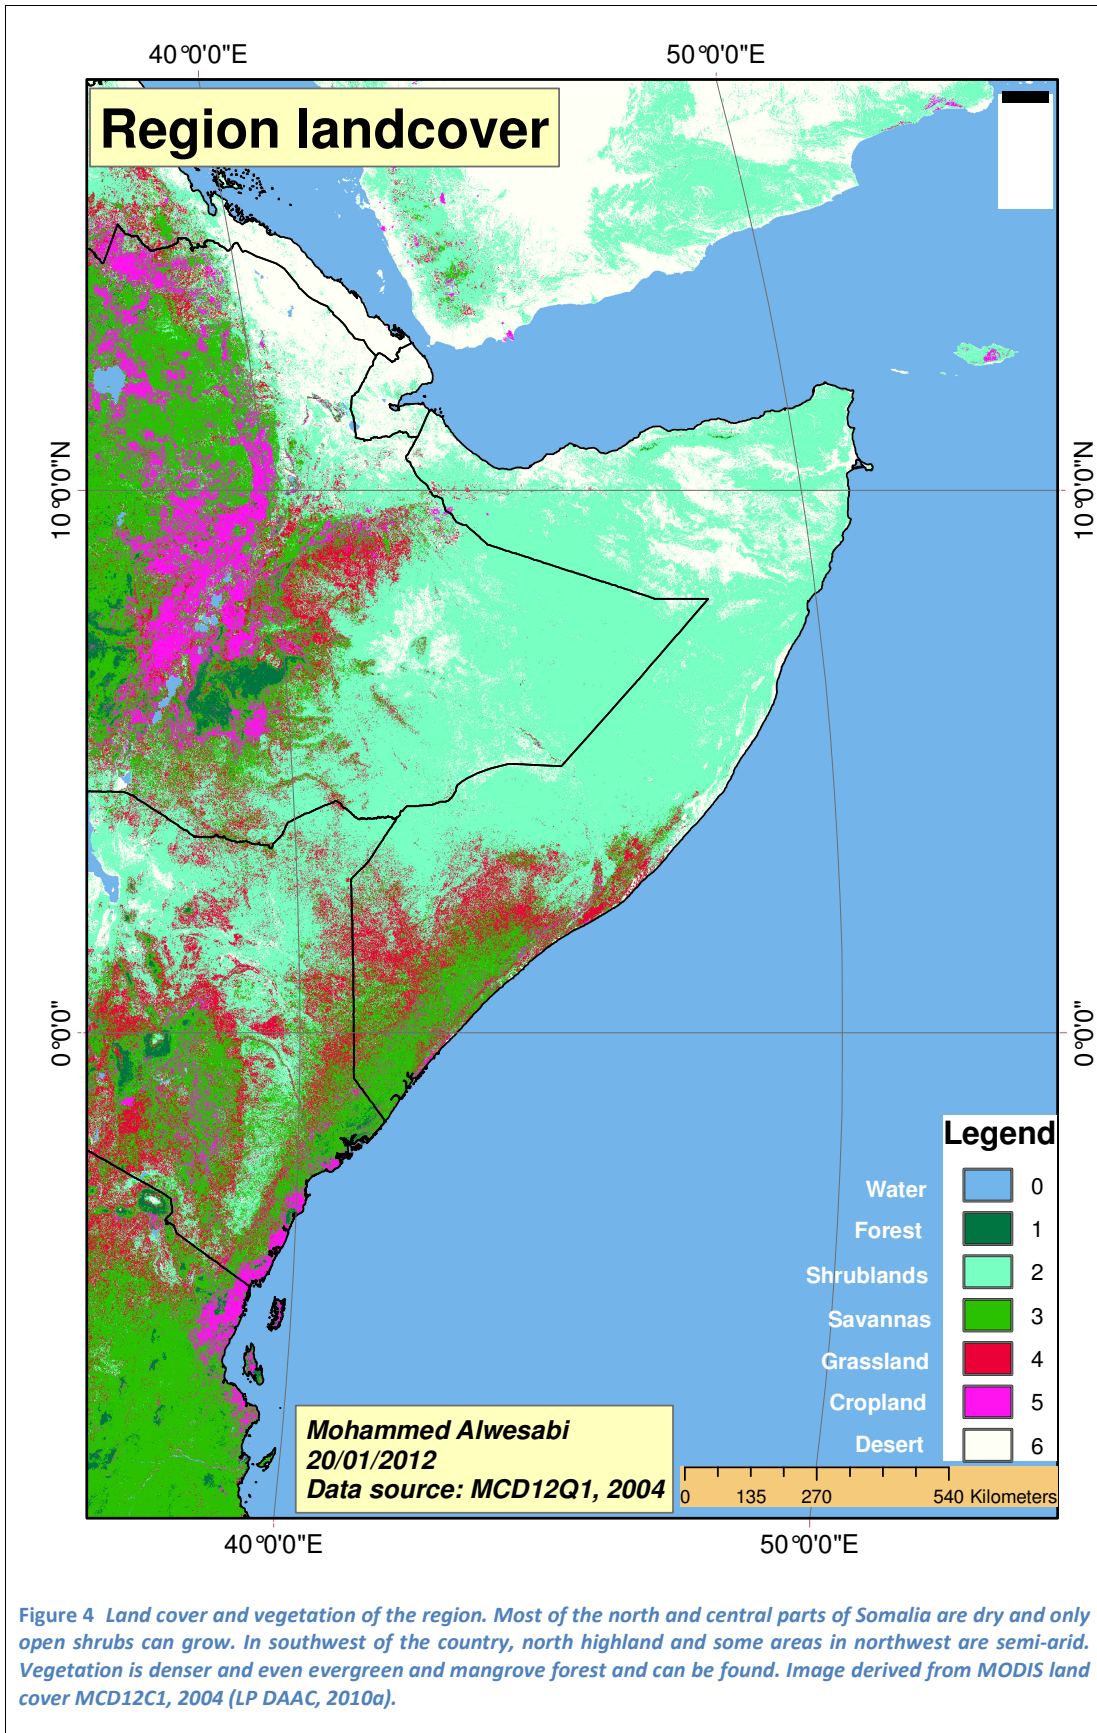 40°0'0"E
50°0'0"E
Region landcover
10°0'0"N
10°0'0"N
0°0'0"
0°0'0"
Legend
Water 0
Forest 1
Shrublands 2
Savannas 3
Grassland 4
Cropland 5
Desert 6
Mohammed Alwesabi
20/01/2012
Data source: MCD12Q1, 2004
0 135 270 540 Kilometers
40°0'0"E
50°0'0"E
Figure 4 Land cover and vegetation of the region. Most of the north and central parts of Somalia are dry and only
open shrubs can grow. In southwest of the country, north highland and some areas in northwest are semi-arid.
Vegetation is denser and even evergreen and mangrove forest and can be found. Image derived from MODIS land
cover MCD12C1, 2004 (LP DAAC, 2010a).